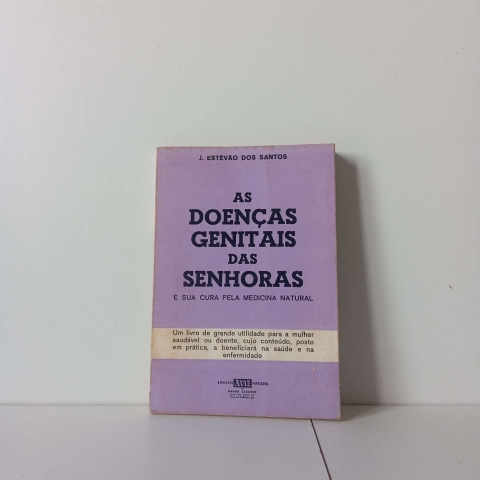 J. ESTÊVÃO DOS SANTOS
AS
DOENÇAS
GENITAIS
DAS
SENHORAS
E SUA CURA PELA MEDICINA NATURAL
Um livro de grande utilidade para a mulher
saudável ou doente, cujo conteúdo, posto
em prática, a beneficiará na saúde e na
enfermidade